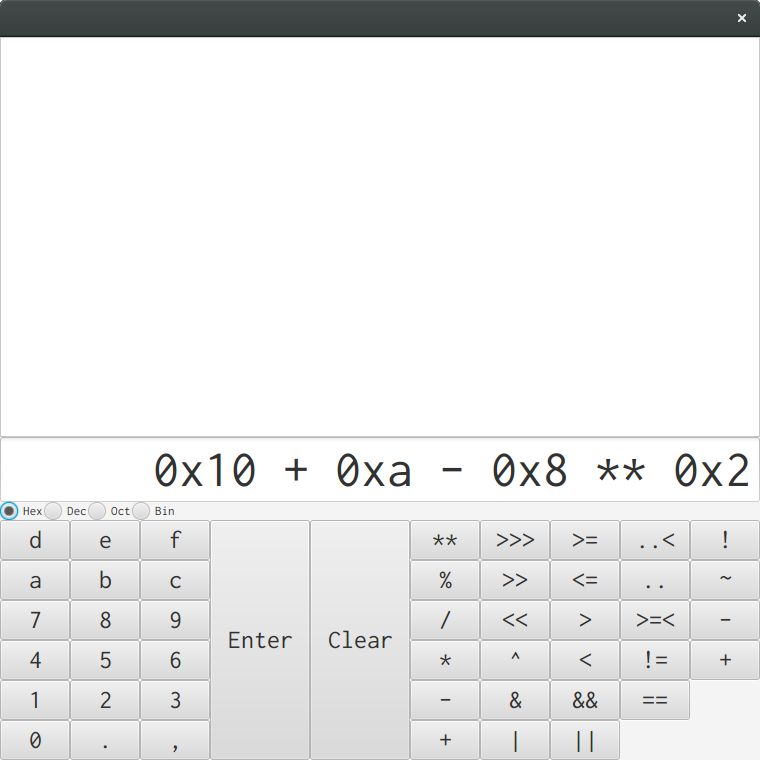 0x10 + 0xa - 0x8 ** 0x2
Hex Dec Oct Bin
d e f ** >>> >= ..< !
a b c % >> <= .. ~
7 8 9 / << > >=< -
Enter Clear
4 5 6 * ^ < != +
1 2 3 - & && ==
0 . , + | ||